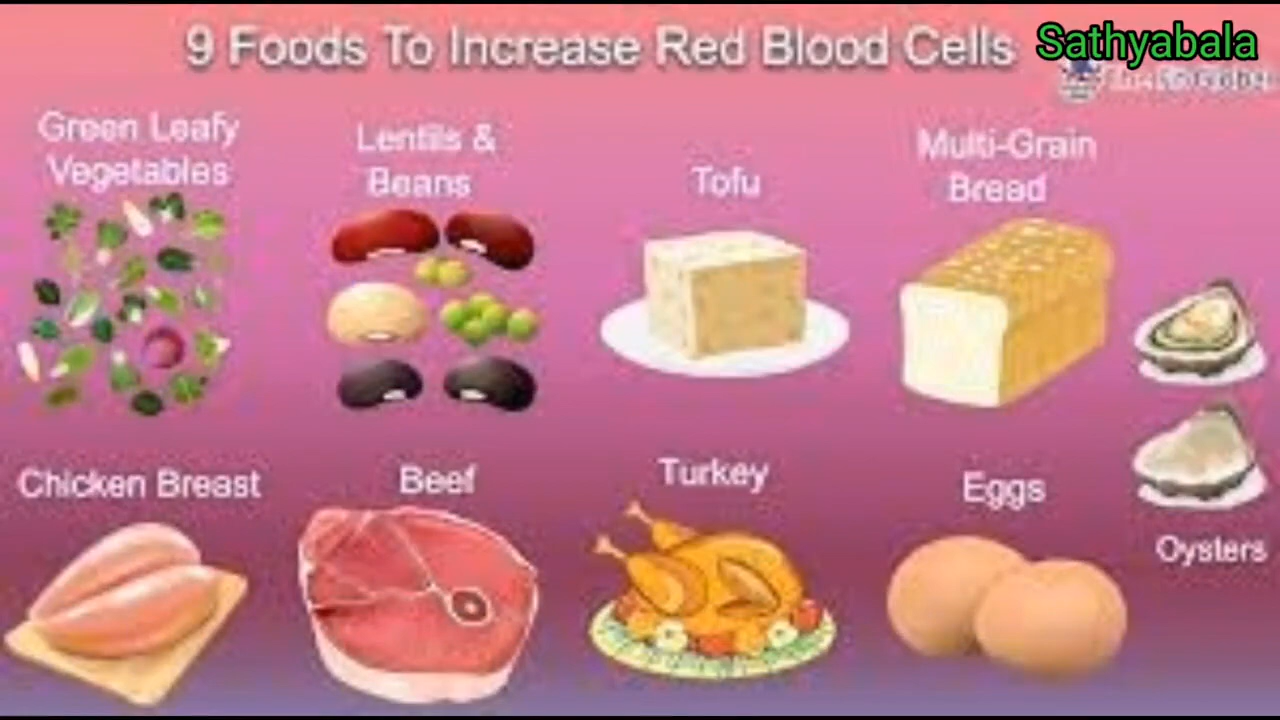 9 Foods To Increase Red Blood Cells
Sathyabala
Green Leafy
Vegetables
Lentils &
Beans
Tofu
Multi-Grain
Bread
Chicken Breast
Beef
Turkey
Eggs
Oysters